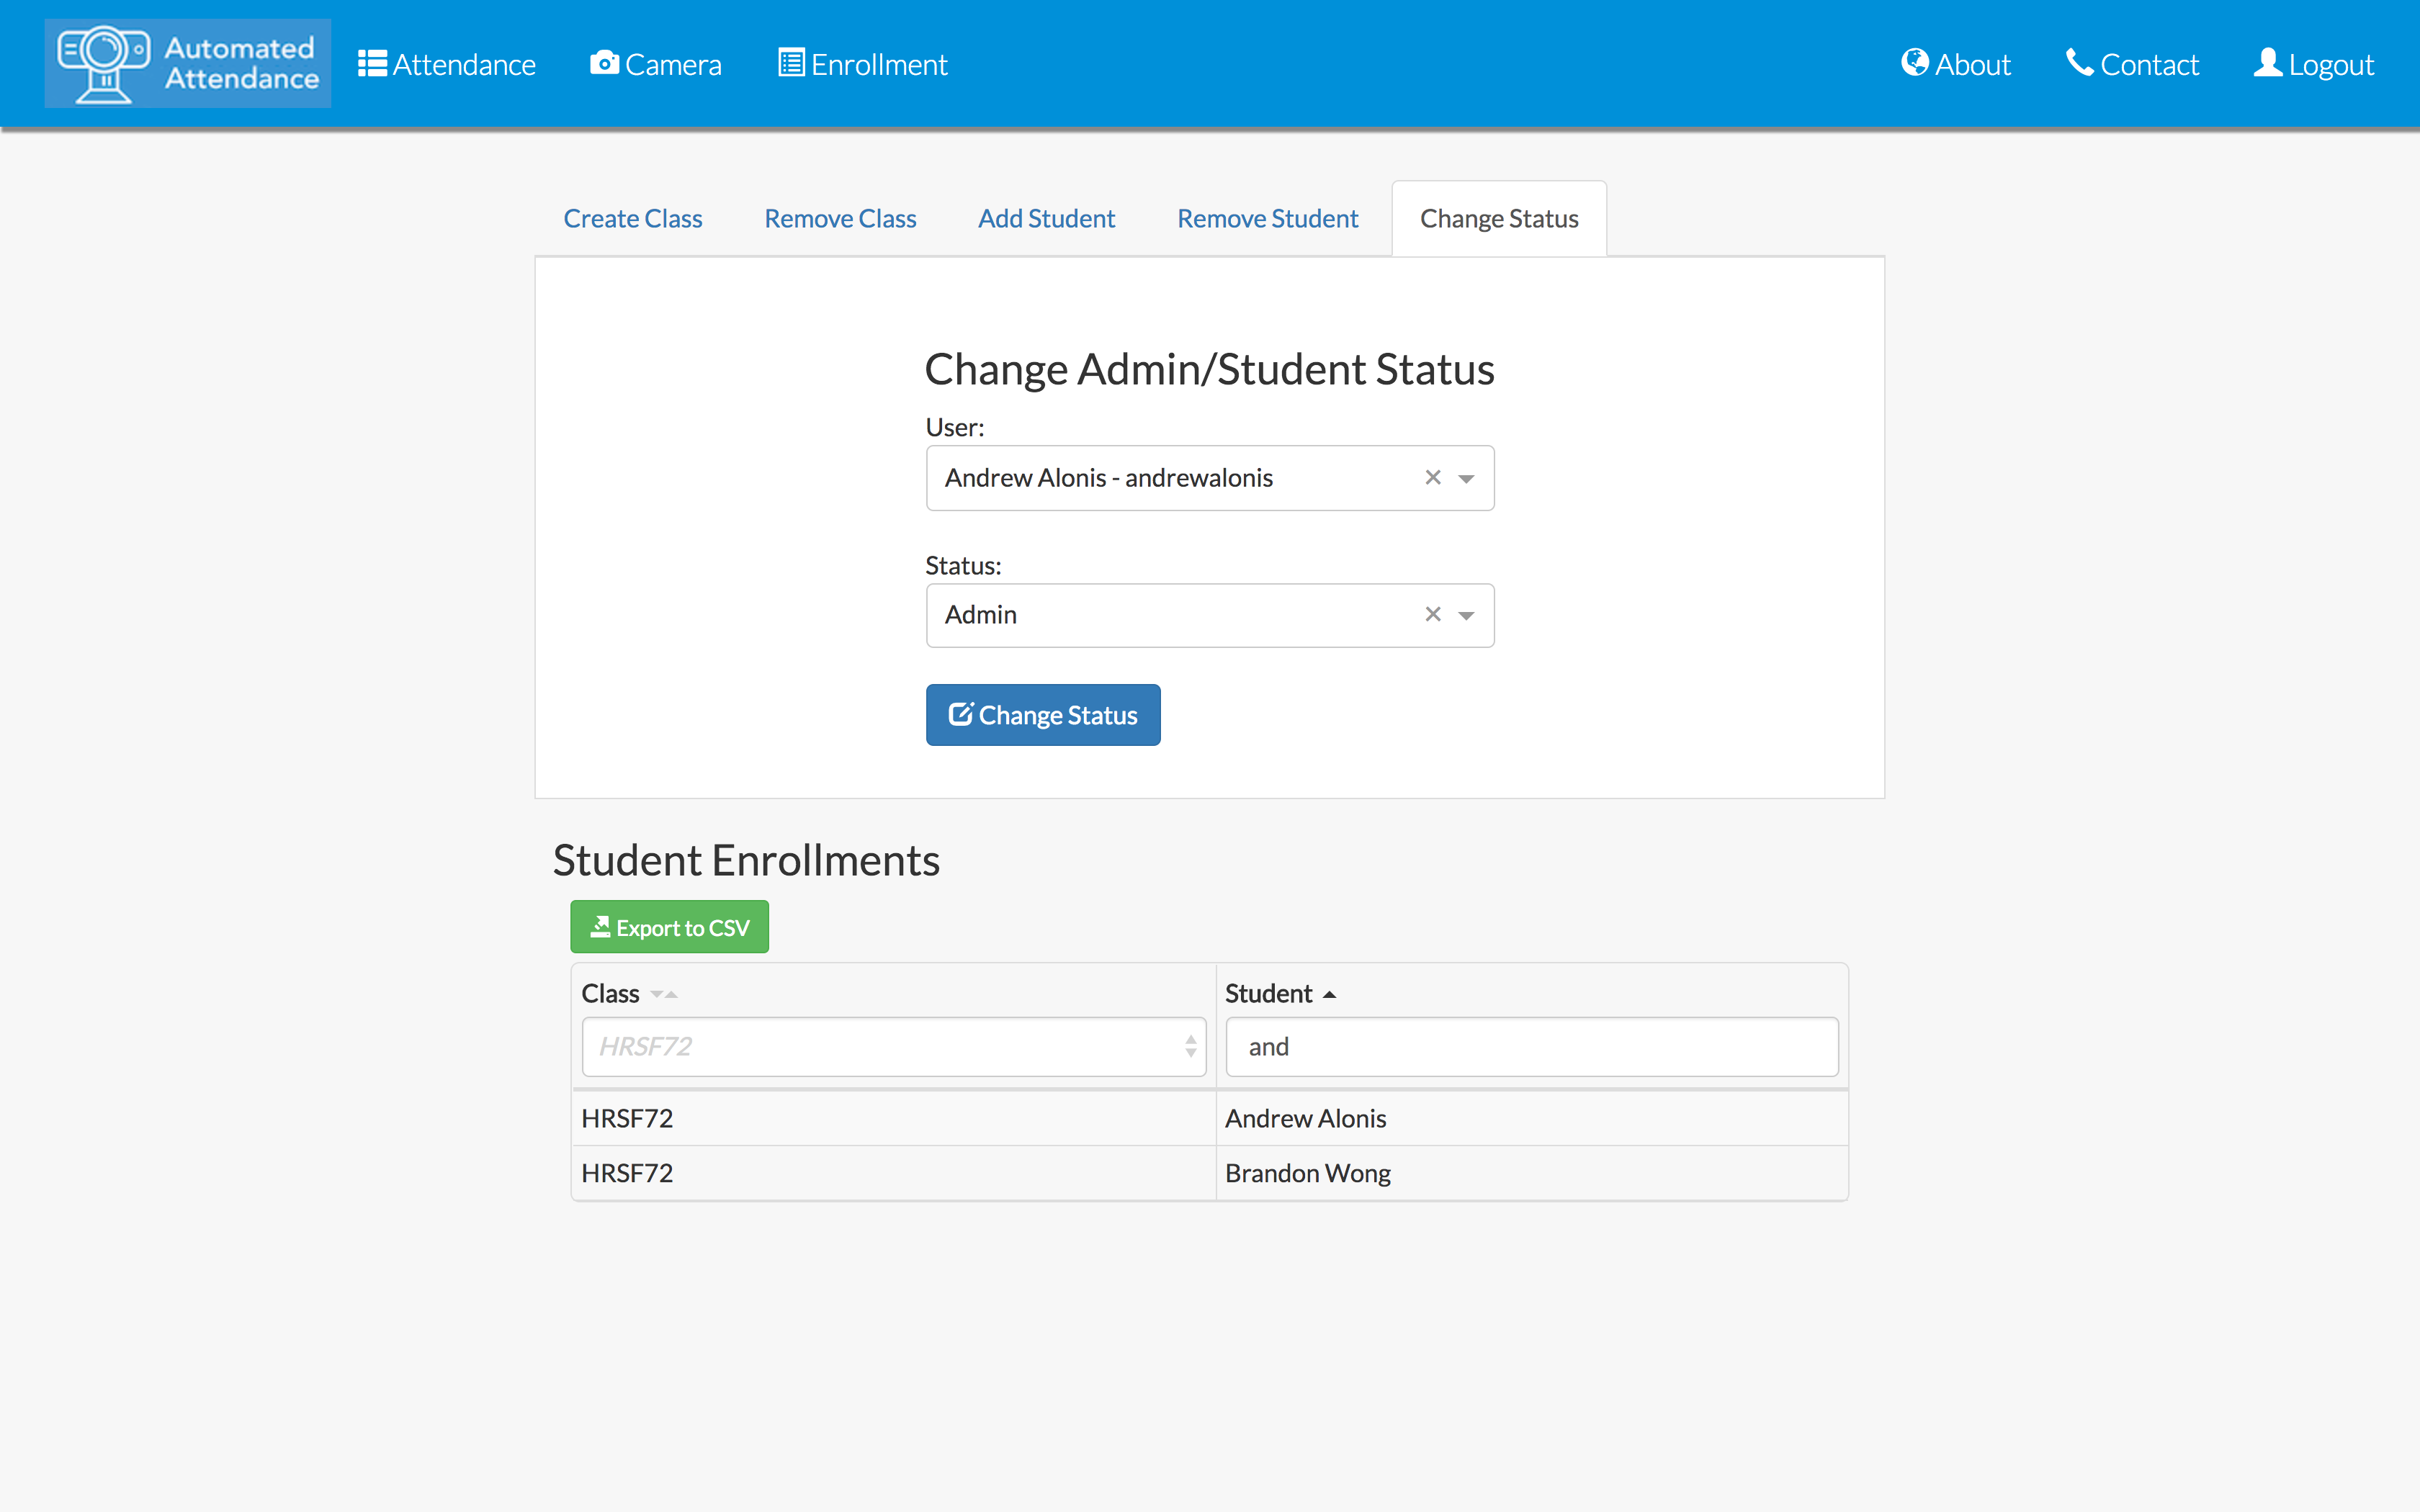 Automated
Attendance
Attendance Camera Enrollment About Contact Logout
Create Class Remove Class Add Student Remove Student Change Status
Change Admin/Student Status
User:
Andrew Alonis - andrewalonis
Status:
Admin
Change Status
Student Enrollments
Export to CSV
Class Student
HRSF72 and
HRSF72 Andrew Alonis
HRSF72 Brandon Wong